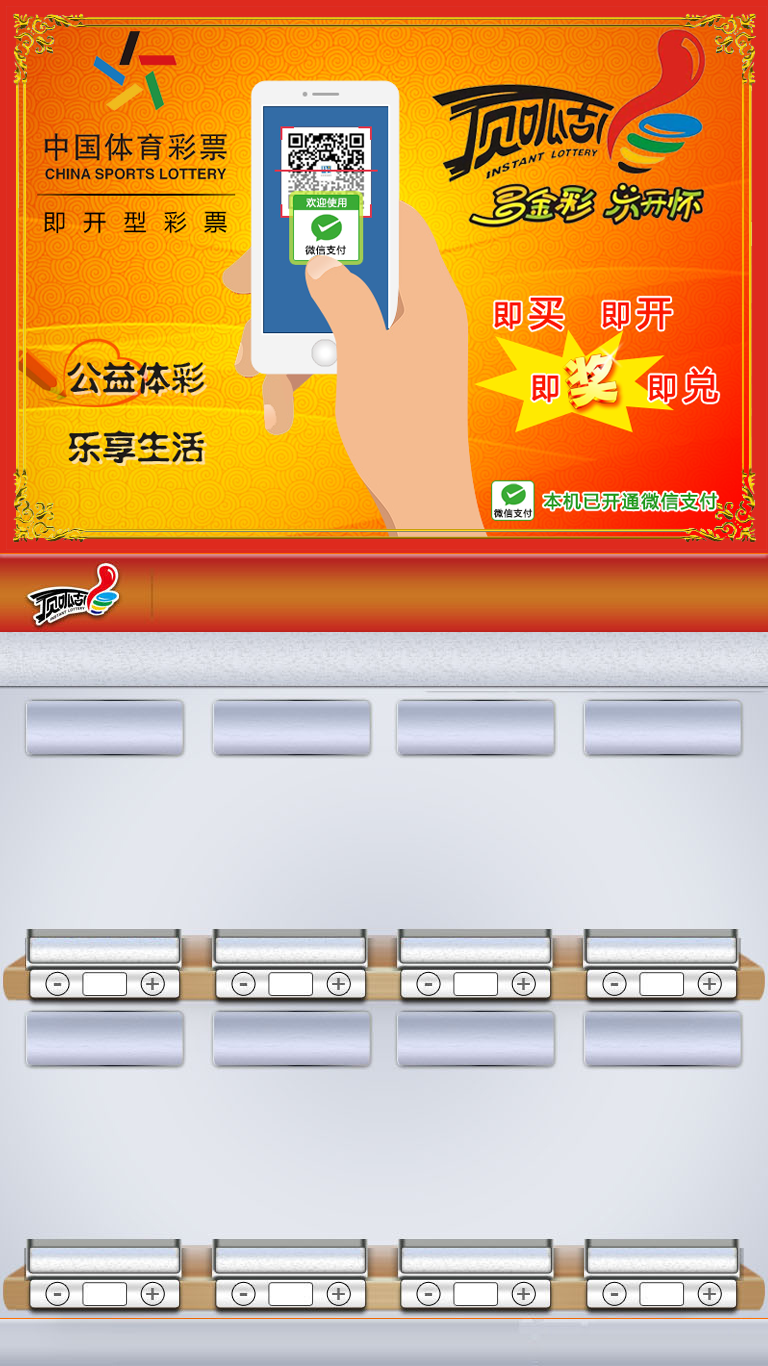 中国体育彩票
CHINA SPORTS LOTTERY
即开型彩票
欢迎使用
微信支付
顶呱刮
INSTANT LOTTERY
多金彩 乐开怀
即买 即开
即奖 即兑
公益体彩
乐享生活
微信支付
本机已开通微信支付
顶呱刮
INSTANT LOTTERY
- +
- +
- +
- +
- +
- +
- +
- +